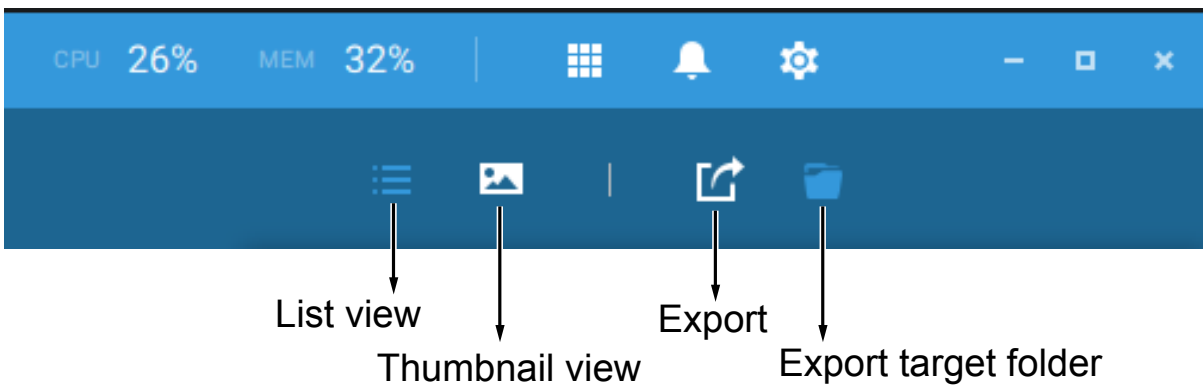 CPU 26% MEM 32%
List view
Export
Thumbnail view
Export target folder